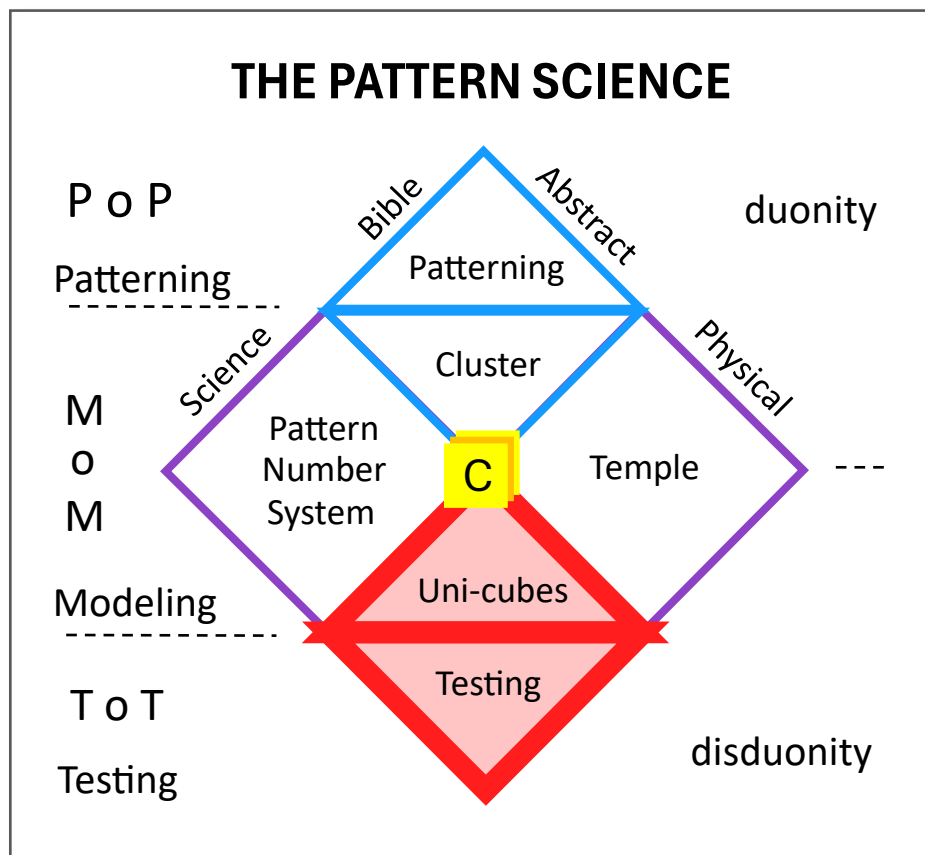 THE PATTERN SCIENCE
P o P
Bible
Abstract
duonity
Patterning
Patterning
Science
Cluster
Physical
M
o
M
Pattern
Number
System
C
Temple
Modeling
Uni-cubes
T o T
Testing
Testing
disduonity